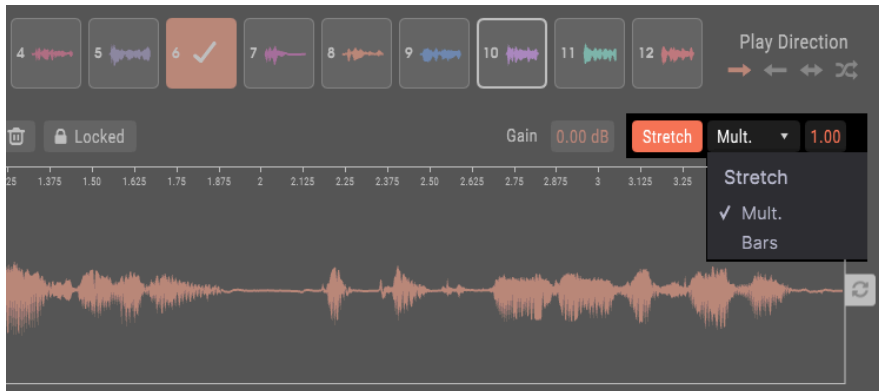 4 5 6 7 8 9 10 11 12
Play Direction
Locked
Gain 0.00 dB Stretch Mult. 1.00
25 1.375 1.50 1.625 1.75 1.875 2 2.125 2.25 2.375 2.50 2.625 2.75 2.875 3 3.125 3.25
Stretch
Mult.
Bars